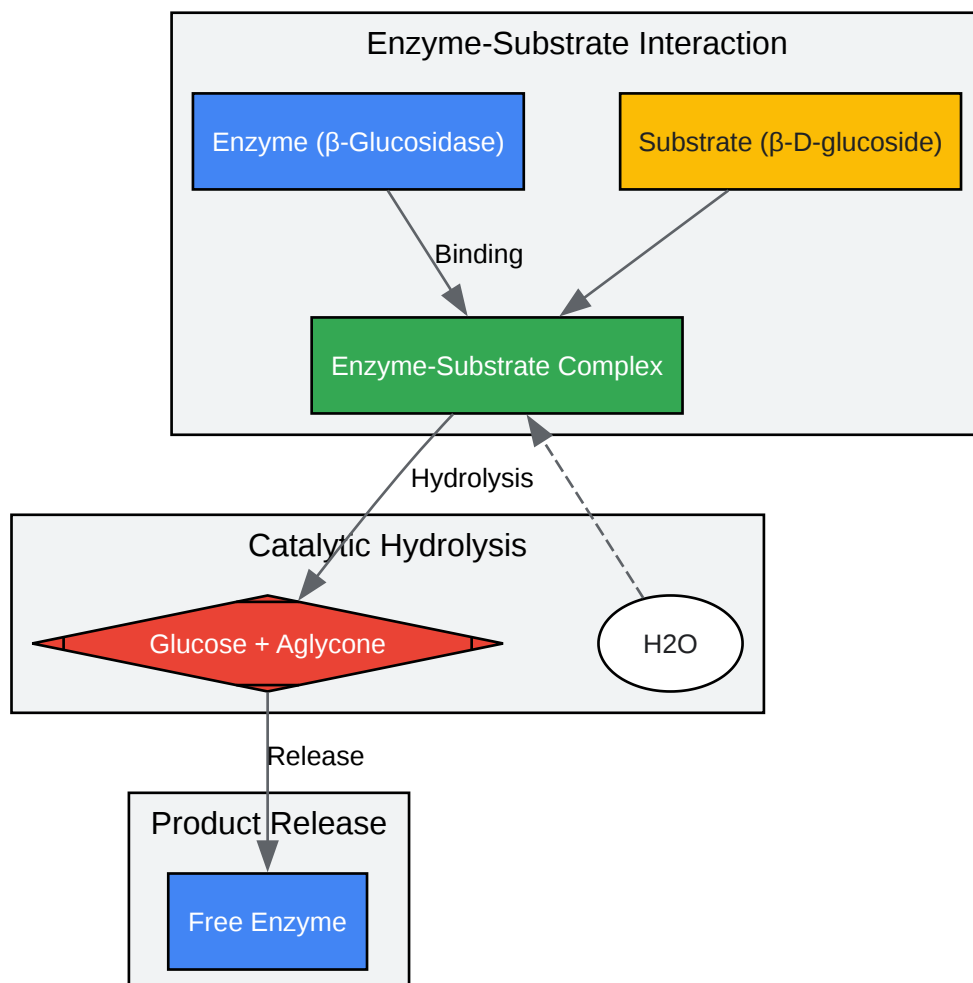 Enzyme-Substrate Interaction
Enzyme (β-Glucosidase)
Substrate (β-D-glucoside)
Binding
Enzyme-Substrate Complex
Hydrolysis
Catalytic Hydrolysis
Glucose + Aglycone
H2O
Release
Product Release
Free Enzyme